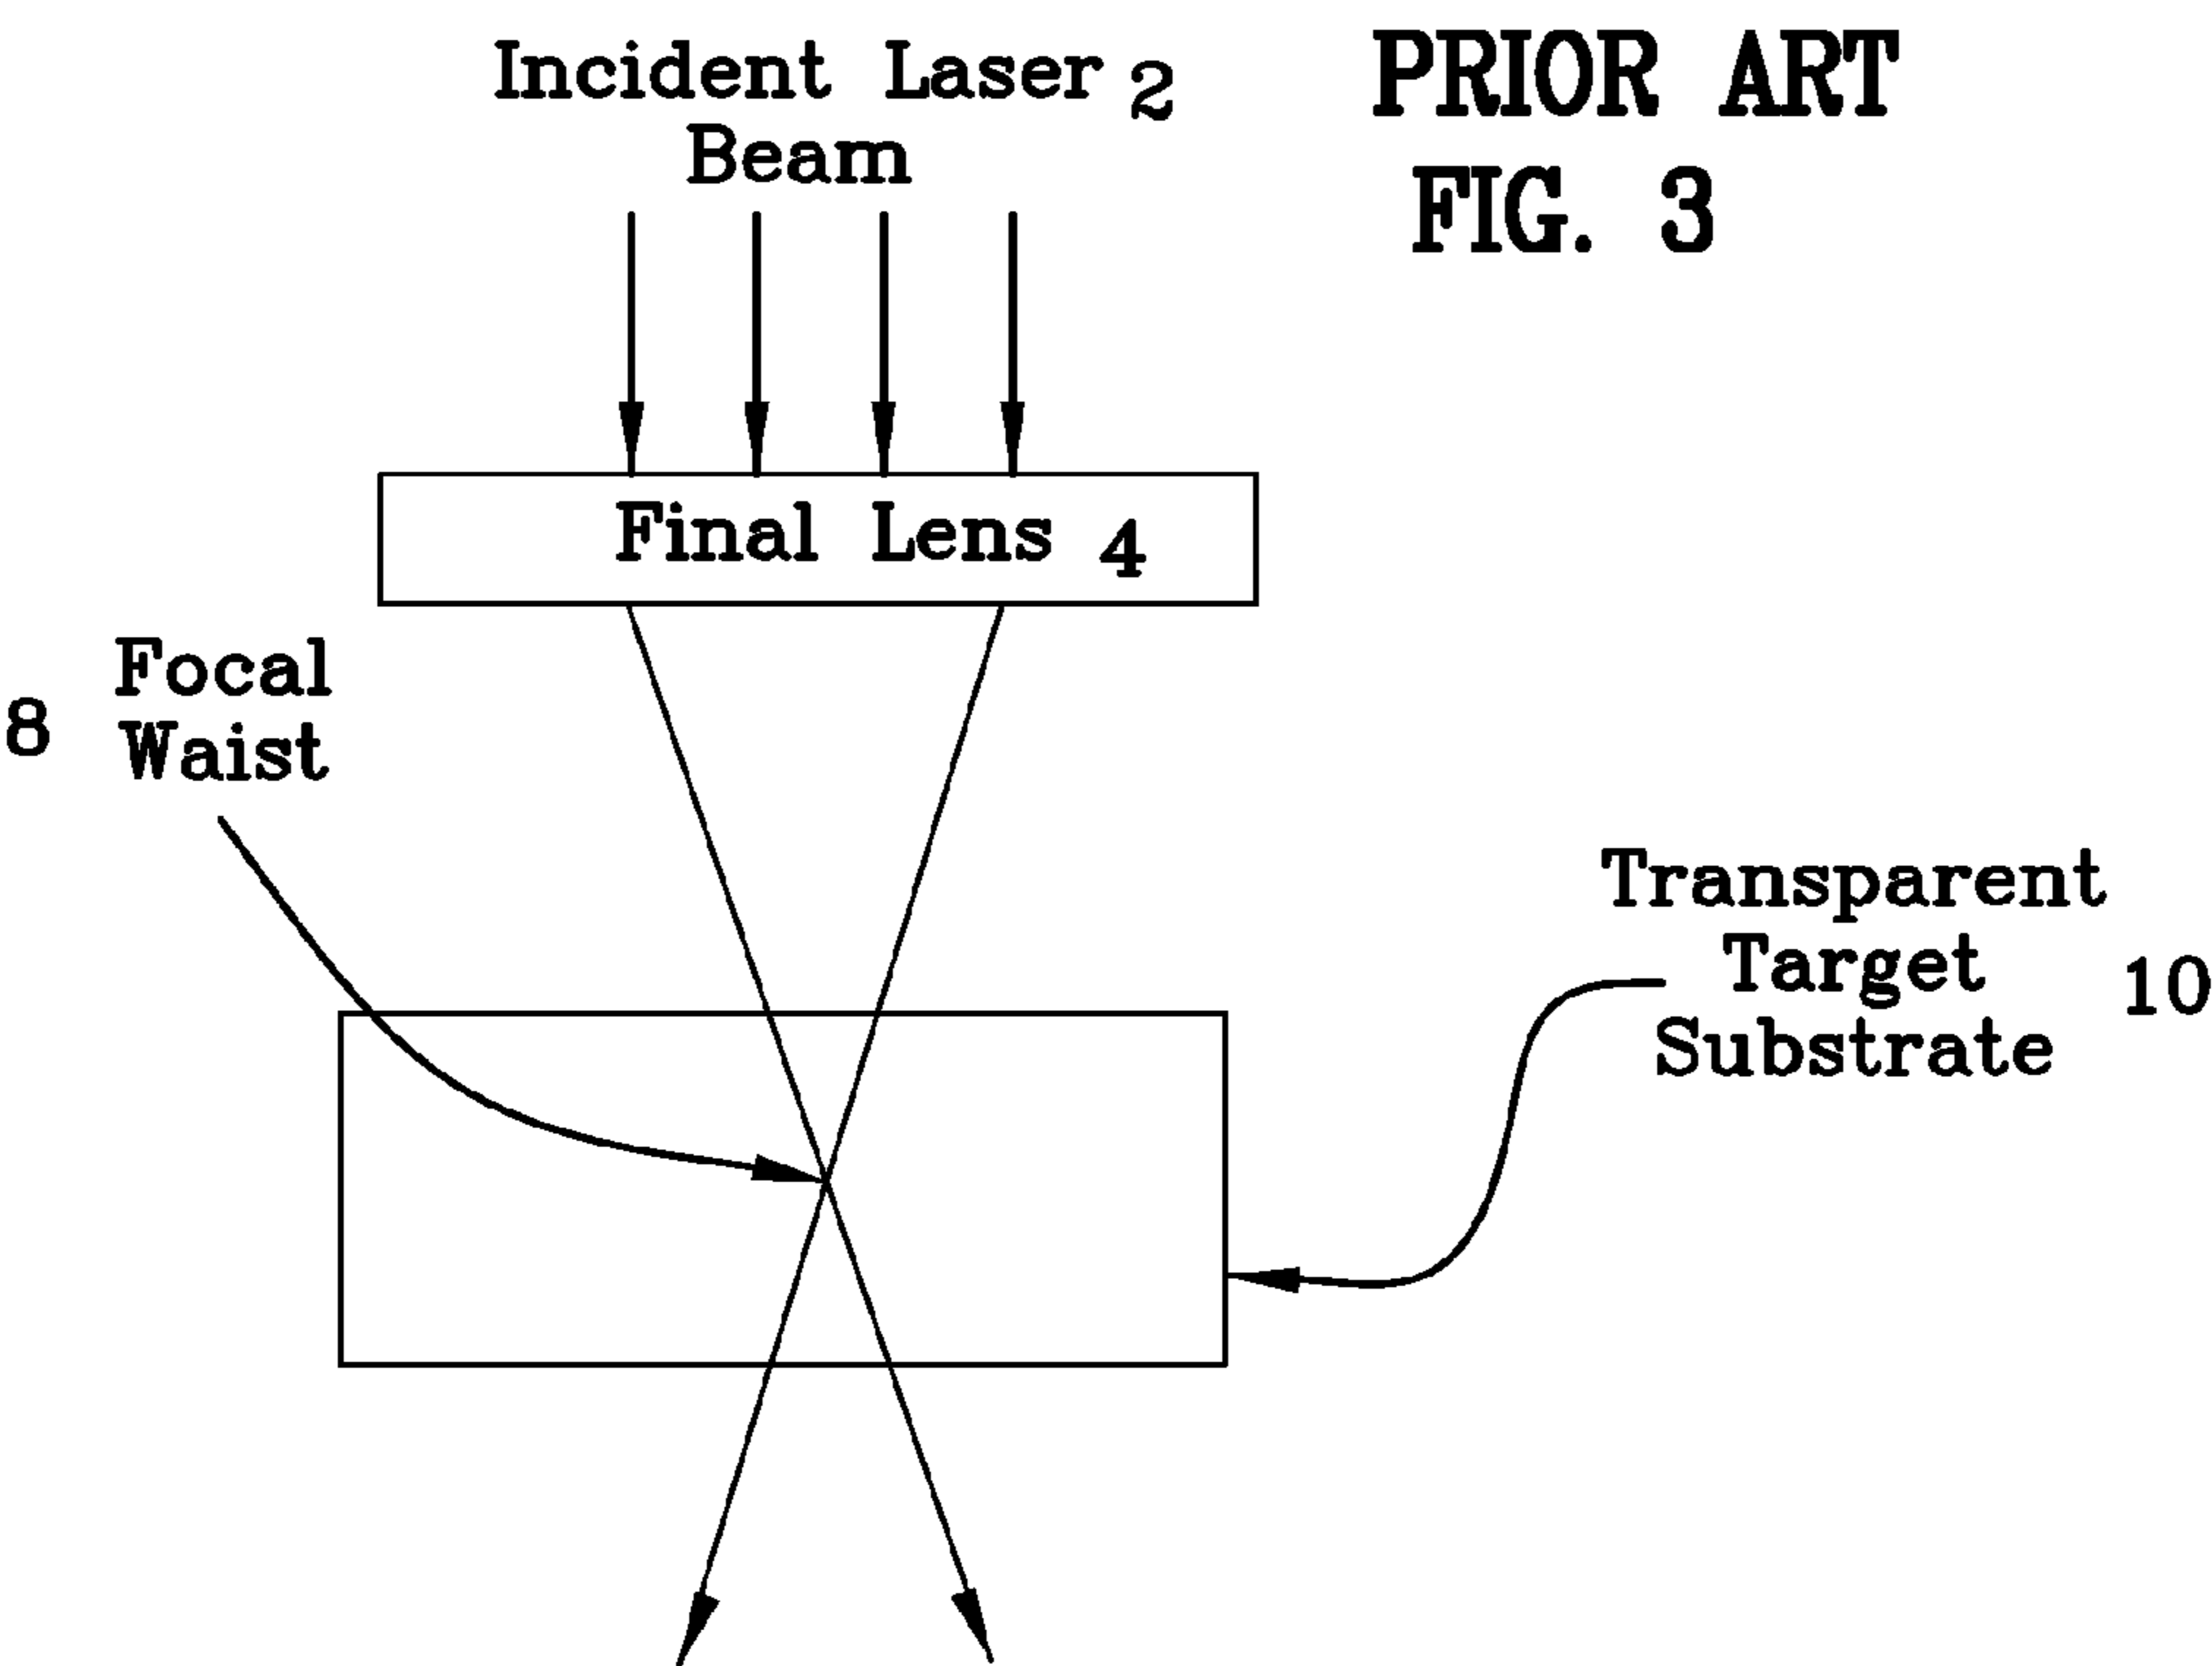 Incident Laser 2
Beam
PRIOR ART
FIG. 3
Final Lens 4
Focal
Waist
8
Transparent
Target
Substrate
10